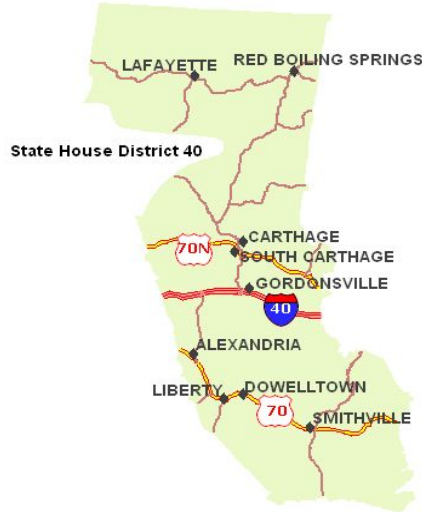 LAFAYETTE
RED BOILING SPRINGS
State House District 40
70N
CARTHAGE
SOUTH CARTHAGE
GORDONSVILLE
40
ALEXANDRIA
LIBERTY
DOWELLTOWN
70
SMITHVILLE